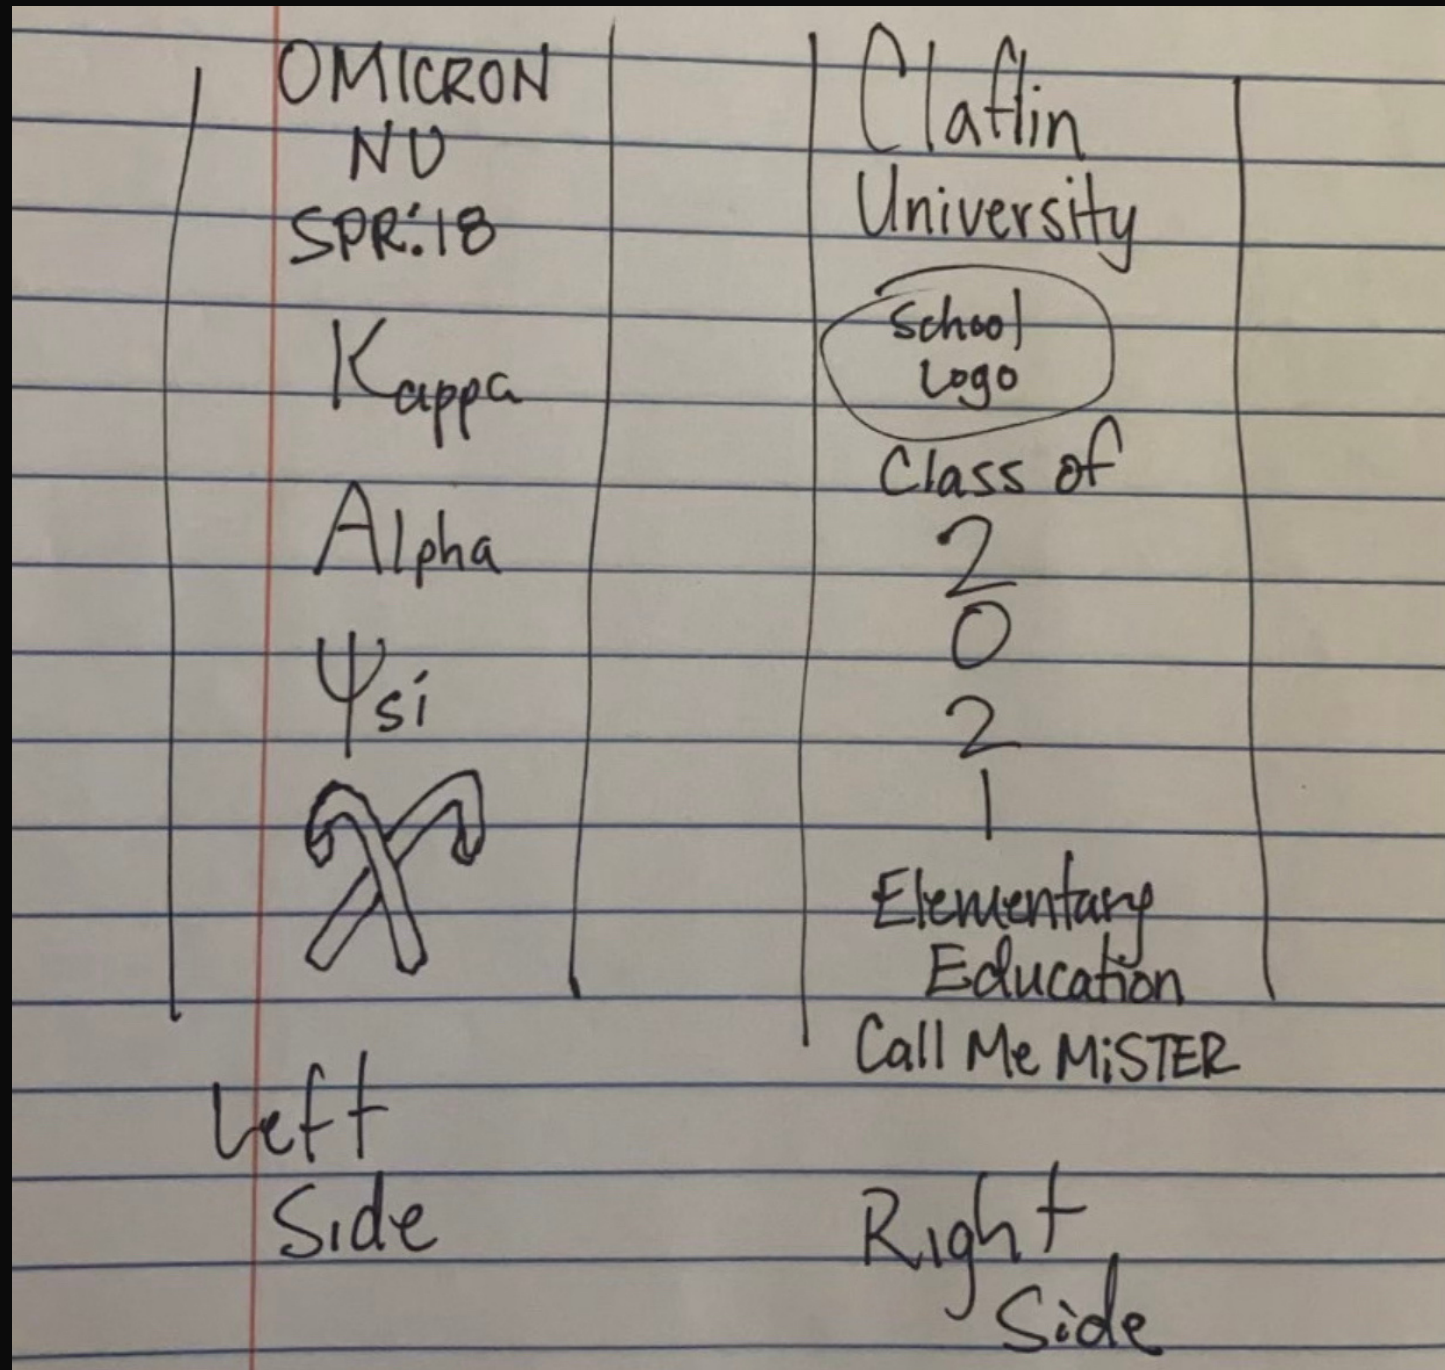 OMICRON
NU
SPR:18
Kappa
Alpha
Ψsi
Left
Side
Claflin
University
School
Logo
Class of
2
0
2
1
Elementary
Education
Call Me MiSTER
Right
Side